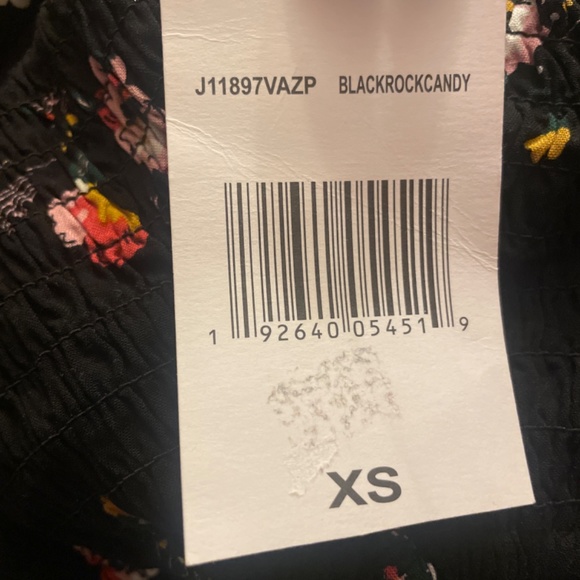 J11897VAZP BLACKROCKCANDY
1 92640 05451 9
XS